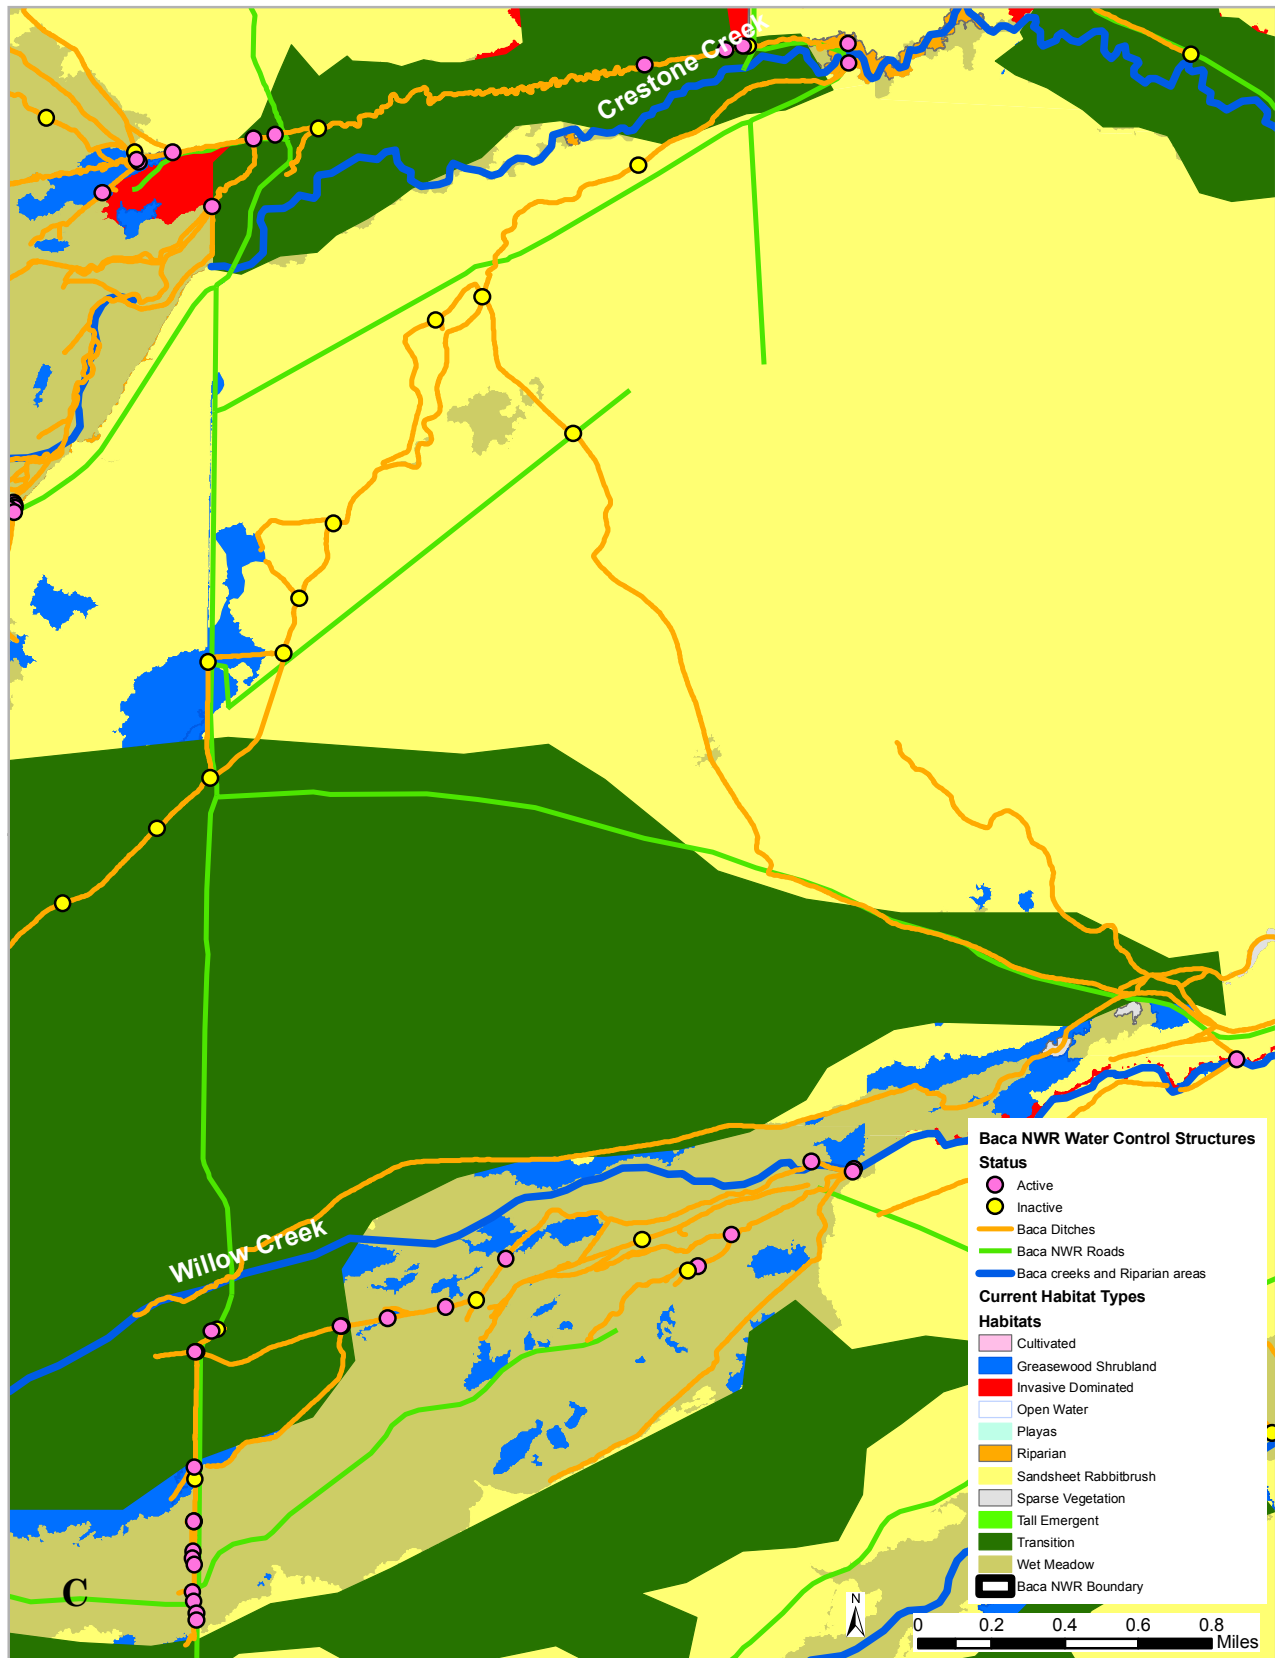 Crestone Creek
Willow Creek
C
Baca NWR Water Control Structures
Status
Active
Inactive
Baca Ditches
Baca NWR Roads
Baca creeks and Riparian areas
Current Habitat Types
Habitats
Cultivated
Greasewood Shrubland
Invasive Dominated
Open Water
Playas
Riparian
Sandsheet Rabbitbrush
Sparse Vegetation
Tall Emergent
Transition
Wet Meadow
Baca NWR Boundary
N
0 0.2 0.4 0.6 0.8
Miles